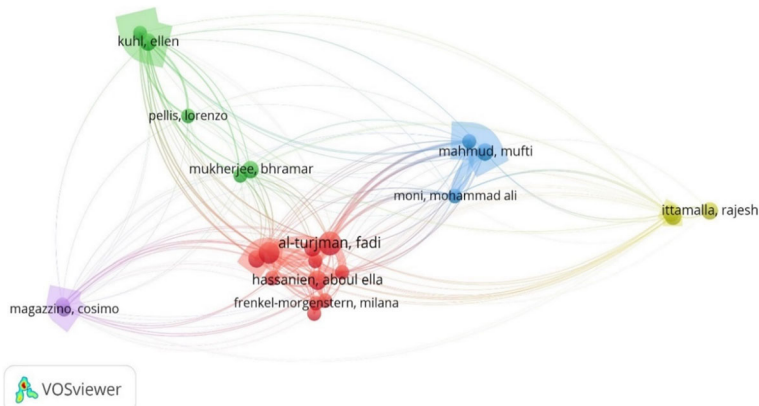 kuhl, ellen
pellis, lorenzo
mahmud, mufti
mukherjee, bhramar
moni, mohammad ali
ittamalla, rajesh
al-turjman, fadi
hassanien, aboul ella
frenkel-morgenstern, milana
magazzino, cosimo
VOSviewer